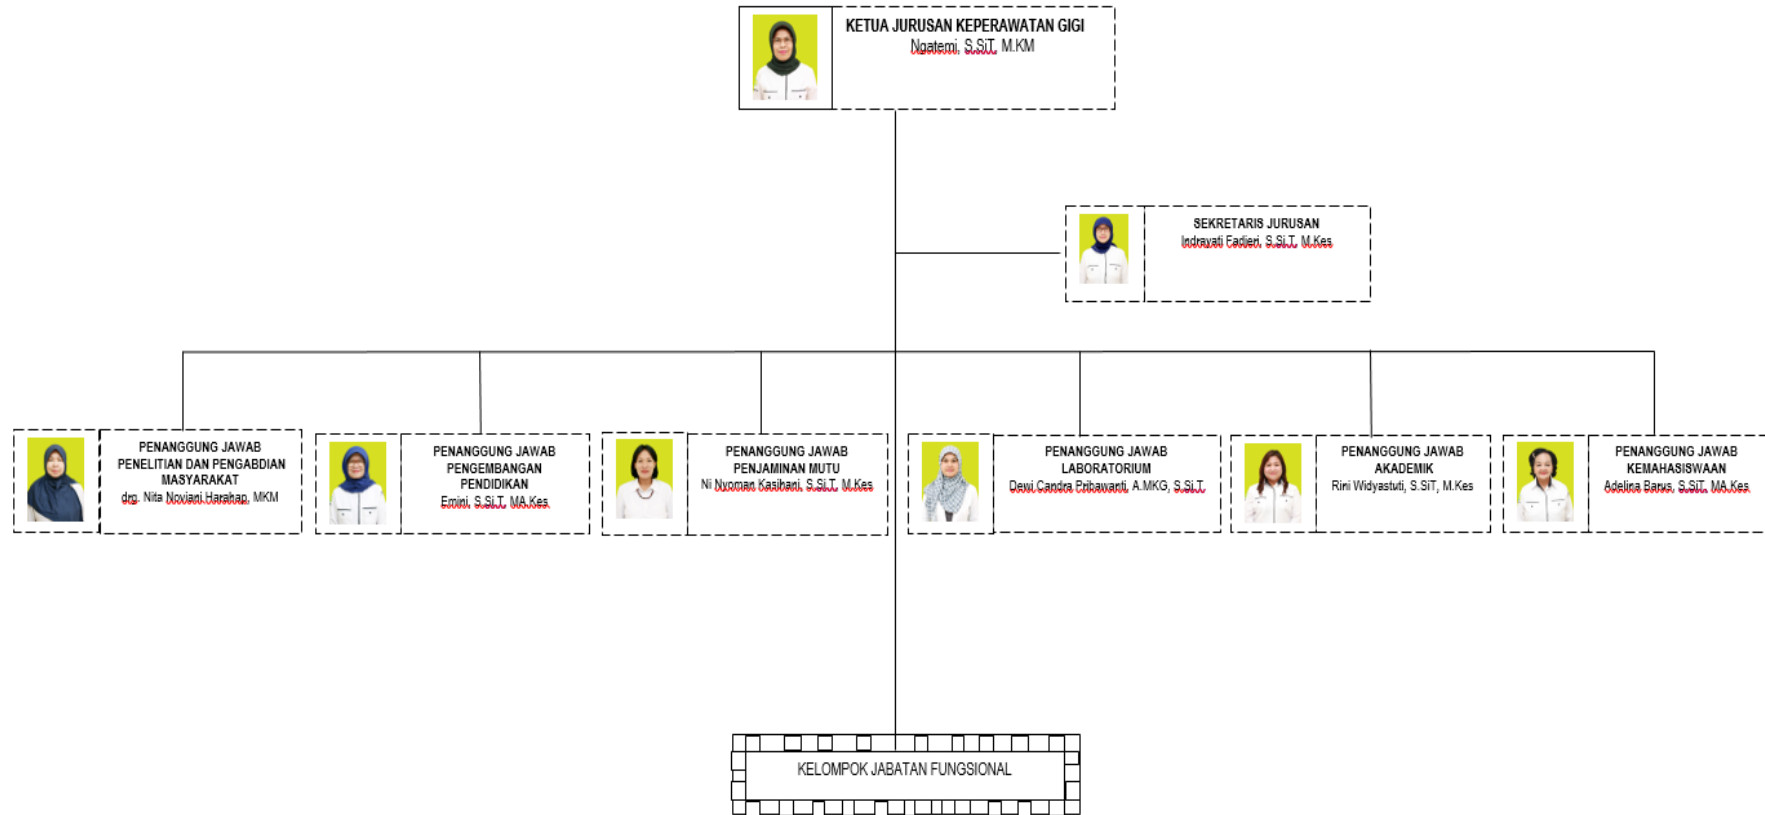 KETUA JURUSAN KEPERAWATAN GIGI
Ngatemi, S.SiT, M.KM
SEKRETARIS JURUSAN
Indrayati Fadjeri, S.Si.T, M.Kes
PENANGGUNG JAWAB
PENELITIAN DAN PENGABDIAN
MASYARAKAT
drg. Nita Noviani Harahap, MKM
PENANGGUNG JAWAB
PENGEMBANGAN
PENDIDIKAN
Emini, S.Si.T, MA.Kes
PENANGGUNG JAWAB
PENJAMINAN MUTU
Ni Nyoman Kasihani, S.Si.T, M.Kes
PENANGGUNG JAWAB
LABORATORIUM
Dewi Candra Pribawanti, A.MKG, S.Si.T
PENANGGUNG JAWAB
AKADEMIK
Rini Widyastuti, S.SiT, M.Kes
PENANGGUNG JAWAB
KEMAHASISWAAN
Adelina Barus, S.SiT, MA.Kes
KELOMPOK JABATAN FUNGSIONAL